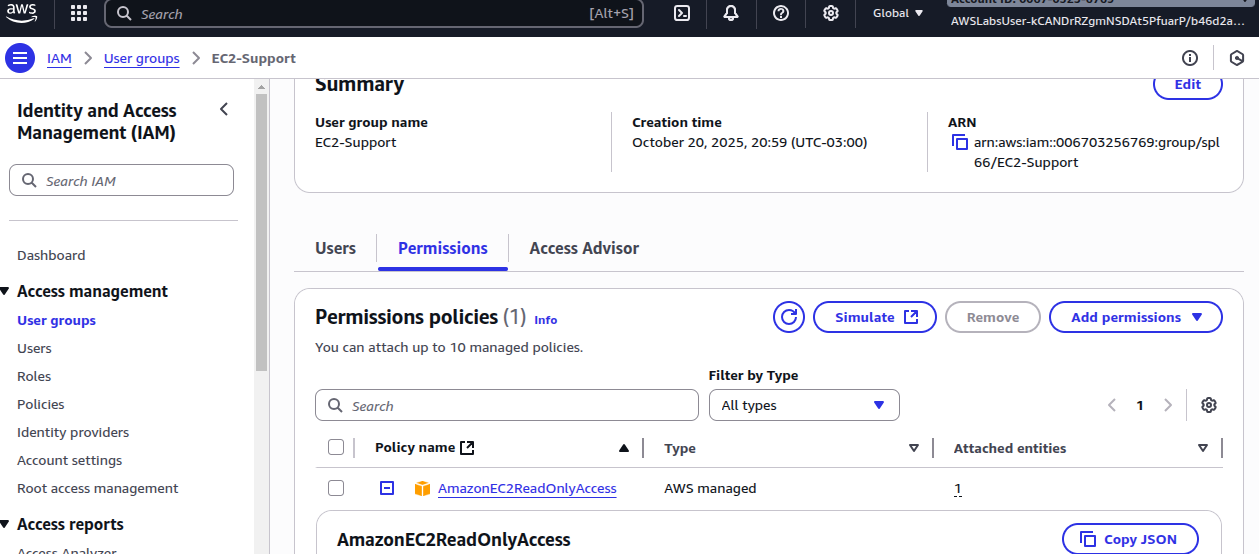 aws
Search [Alt+S] Global
AWSLabsUser-kCANDrRZgmNSDAt5PfuarP/b46d2a...
IAM User groups EC2-Support
Identity and Access
Management (IAM)
Search IAM
Dashboard
Access management
User groups
Users
Roles
Policies
Identity providers
Account settings
Root access management
Access reports
Access Analyzer
Summary Edit
User group name
EC2-Support
Creation time
October 20, 2025, 20:59 (UTC-03:00)
ARN
arn:aws:iam::006703256769:group/spl
66/EC2-Support
Users Permissions Access Advisor
Permissions policies (1) Info Simulate Remove Add permissions
You can attach up to 10 managed policies.
Filter by Type
Search All types 1
Policy name Type Attached entities
AmazonEC2ReadOnlyAccess AWS managed 1
AmazonEC2ReadOnlyAccess Copy JSON